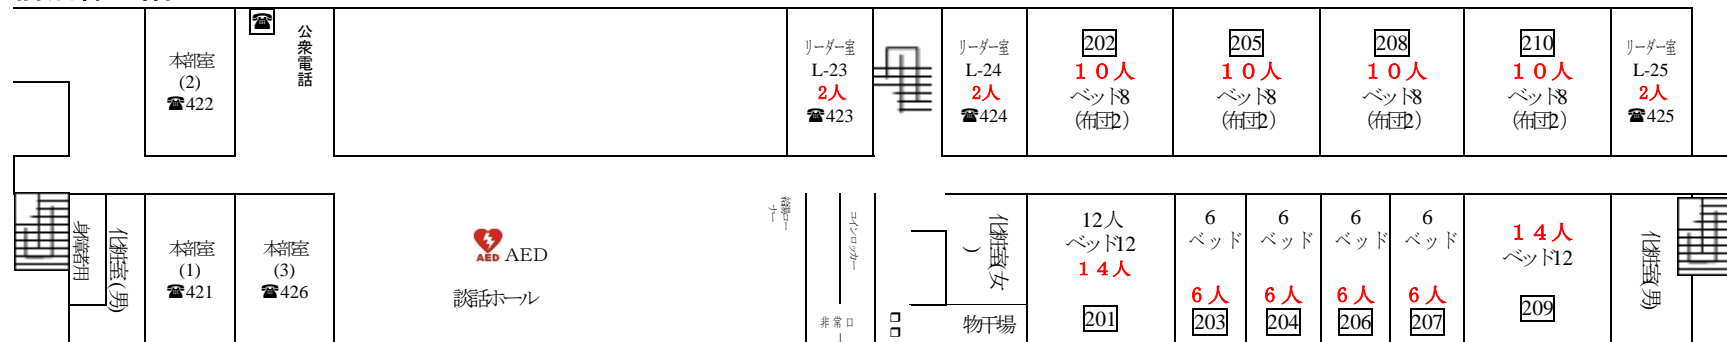 公衆電話
本部室
(2)
☎422
リーダー室
L-23
2人
☎423
リーダー室
L-24
2人
☎424
202
１０人
ベッド8
(布団2)
205
１０人
ベッド8
(布団2)
208
１０人
ベッド8
(布団2)
210
１０人
ベッド8
(布団2)
リーダー室
L-25
2人
☎425
身障者用
化粧室(男)
本部室
(1)
☎421
本部室
(3)
☎426
AED
AED
談話ホール
コインロッカー
非常口
化粧室(女
)
物干場
12人
ベッド12
１４人
201
6
ベッド
6人
203
6
ベッド
6人
204
6
ベッド
6人
206
6
ベッド
6人
207
１４人
ベッド12
209
化粧室(男)